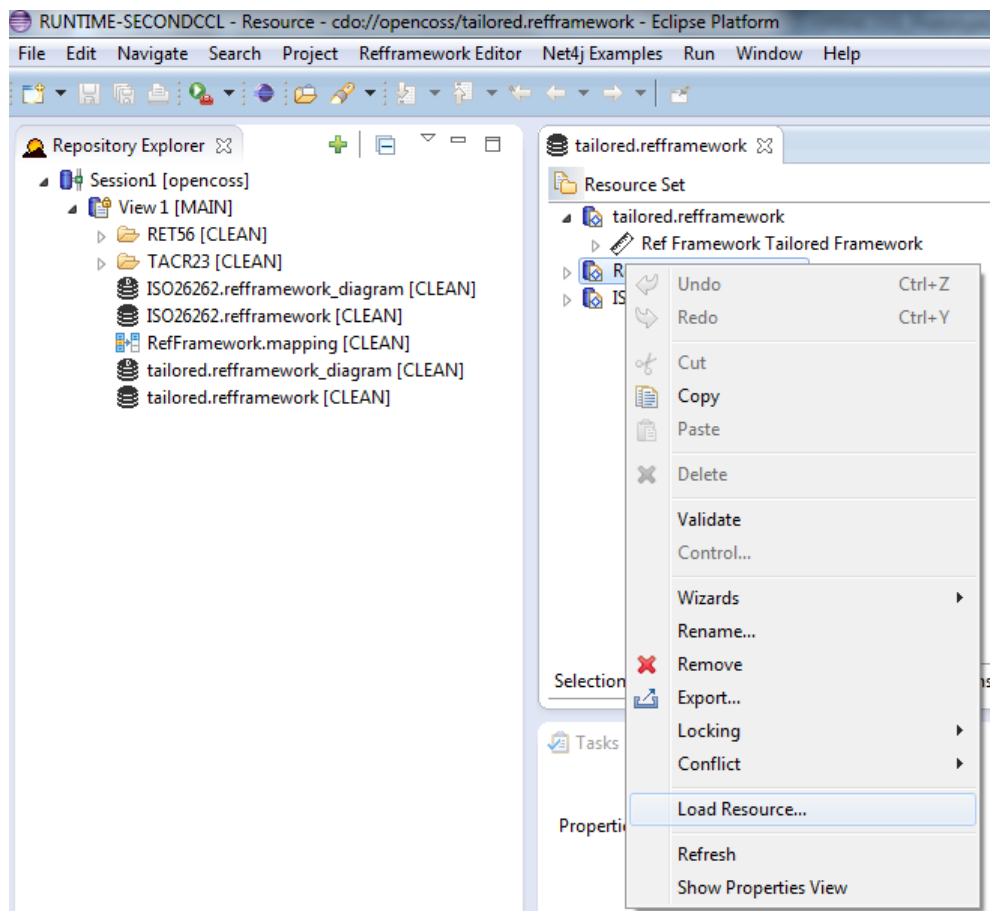 RUNTIME-SECONDCCL - Resource - cdo://opencoss/tailored.refframework - Eclipse Platform
File Edit Navigate Search Project Refframework Editor Net4j Examples Run Window Help
Repository Explorer
Session1 [opencoss]
View 1 [MAIN]
RET56 [CLEAN]
TACR23 [CLEAN]
ISO26262.refframework_diagram [CLEAN]
ISO26262.refframework [CLEAN]
RefFramework.mapping [CLEAN]
tailored.refframework_diagram [CLEAN]
tailored.refframework [CLEAN]
tailored.refframework
Resource Set
tailored.refframework
Ref Framework Tailored Framework
R
IS
Selection
Tasks
Properti
Undo Ctrl+Z
Redo Ctrl+Y
Cut
Copy
Paste
Delete
Validate
Control...
Wizards
Rename...
Remove
Export...
Locking
Conflict
Load Resource...
Refresh
Show Properties View